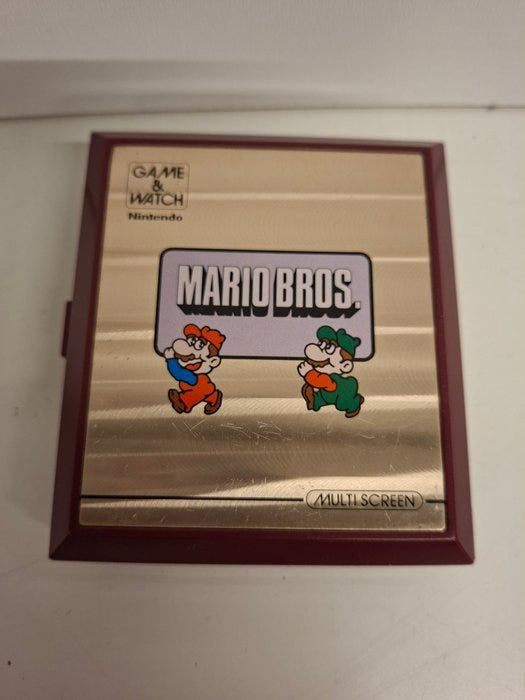 GAME
&
WATCH
Nintendo
MARIO BROS.
MULTI SCREEN